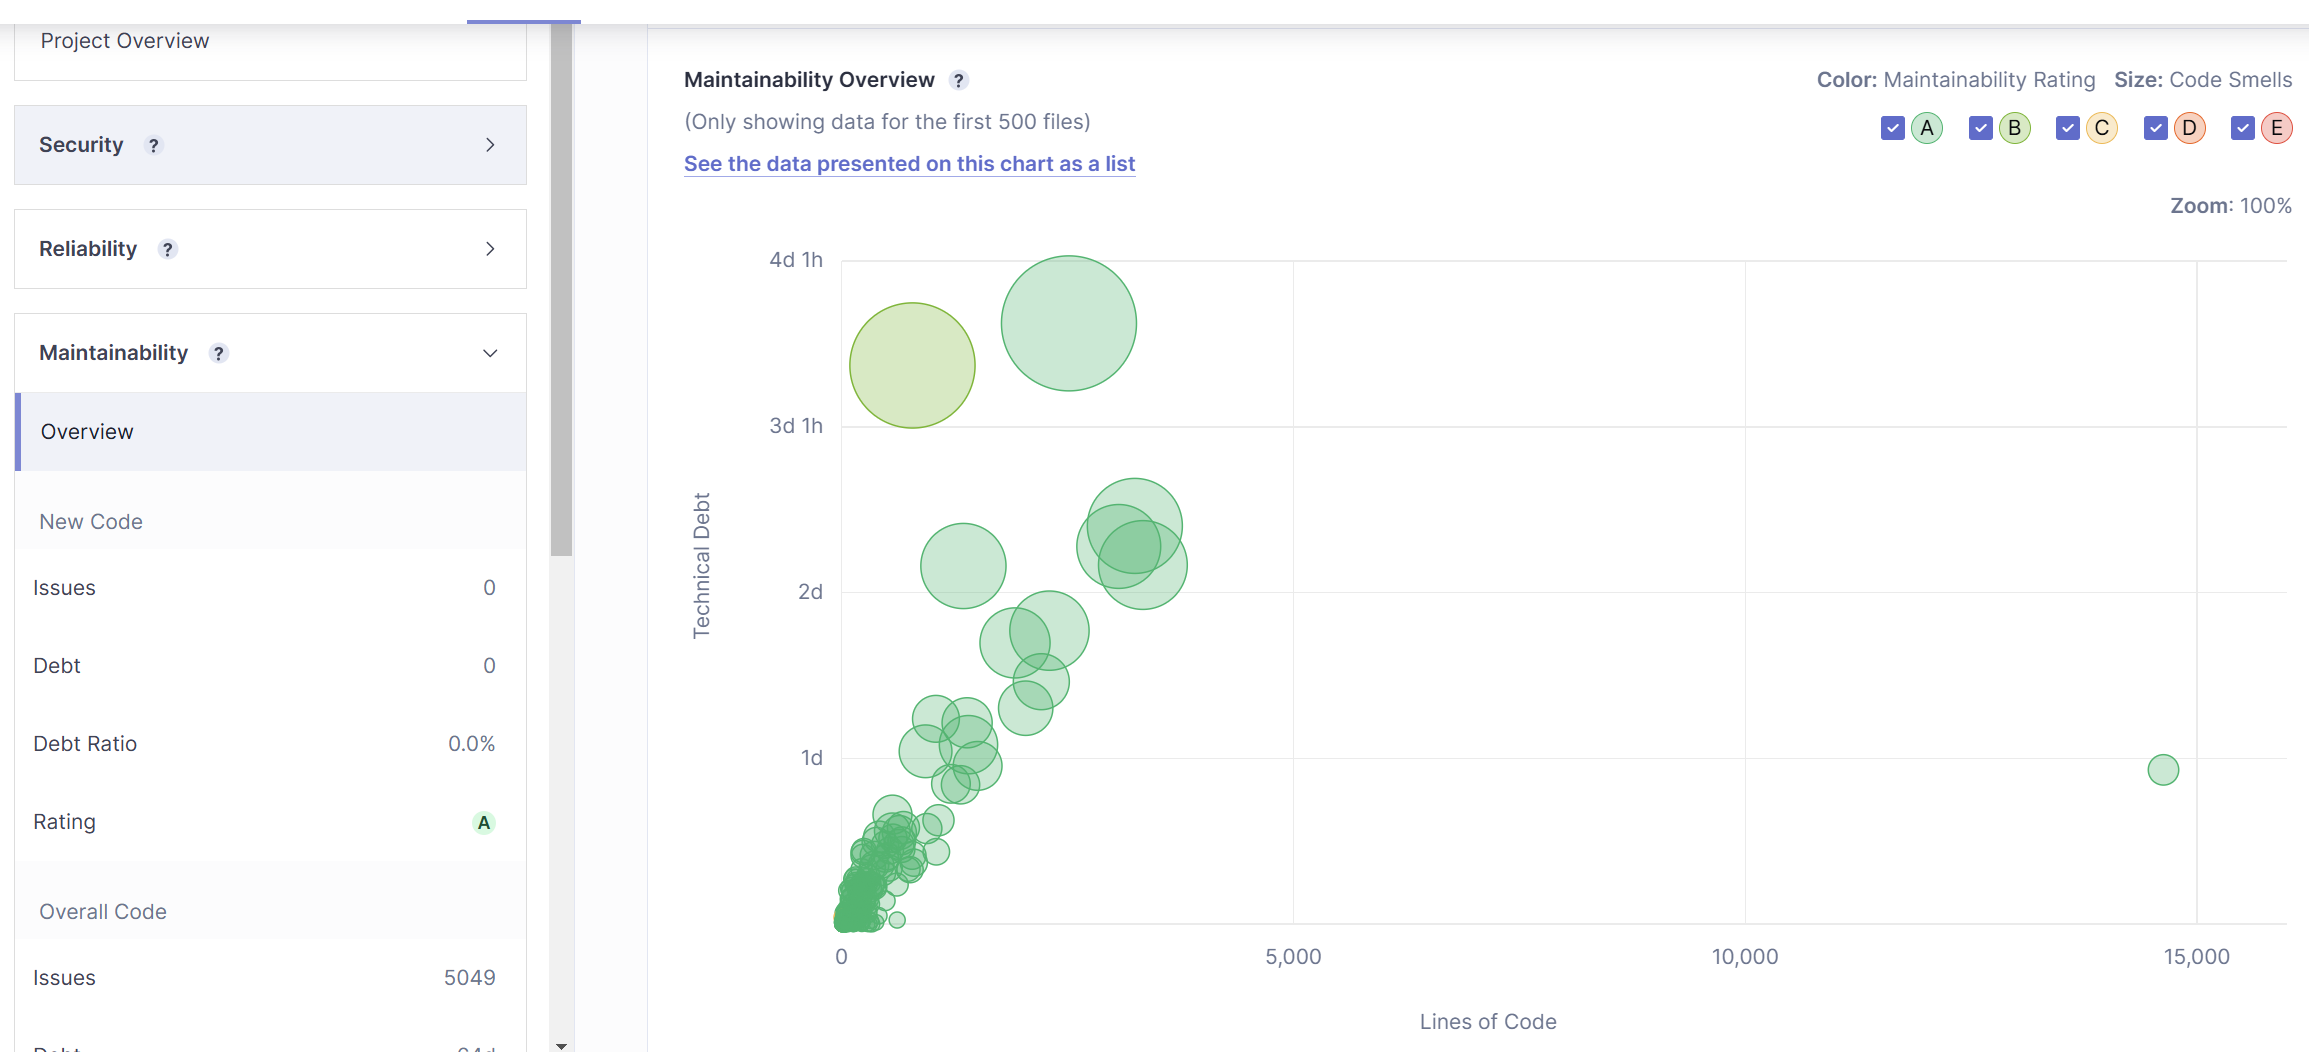 Project Overview
Security ?
Reliability ?
Maintainability ?
Overview
New Code
Issues 0
Debt 0
Debt Ratio 0.0%
Rating A
Overall Code
Issues 5049
Maintainability Overview ?
(Only showing data for the first 500 files)
See the data presented on this chart as a list
Color: Maintainability Rating Size: Code Smells
A B C D E
Zoom: 100%
4d 1h
3d 1h
2d
1d
Technical Debt
0 5,000 10,000 15,000
Lines of Code